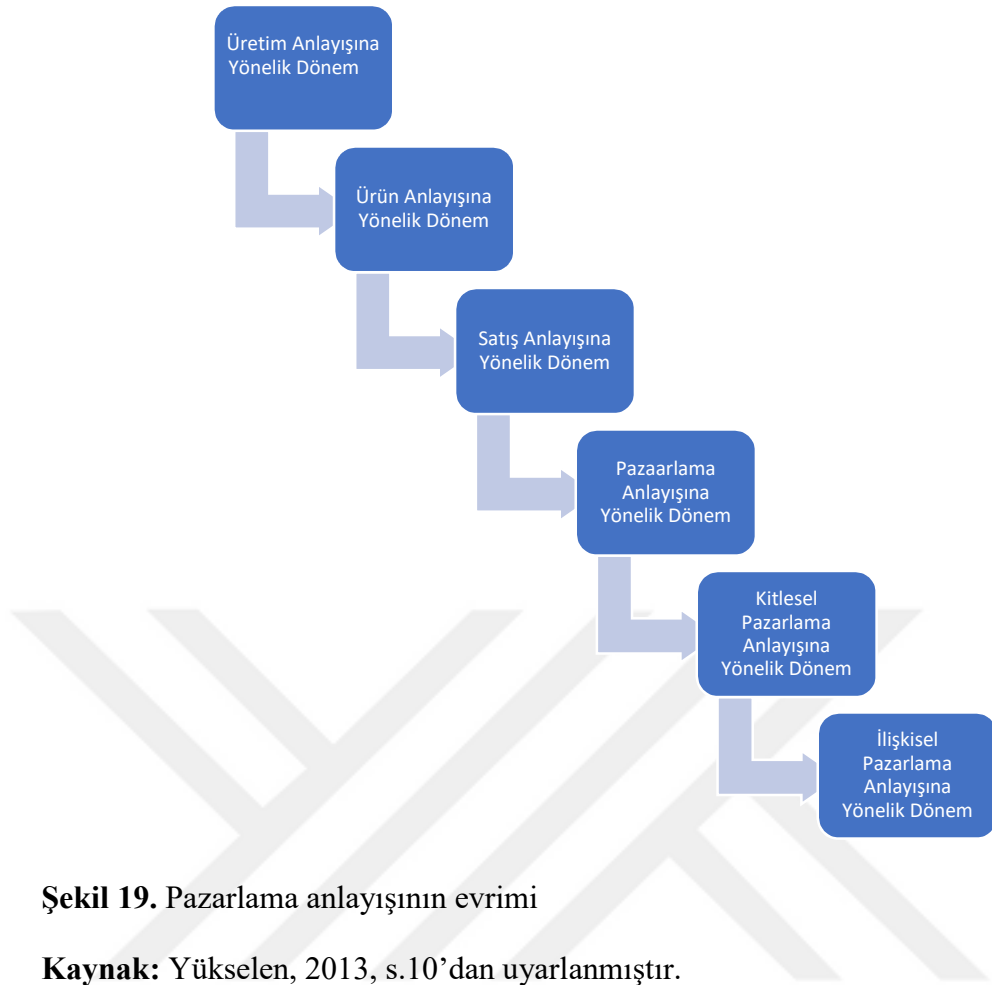 Üretim Anlayışına
Yönelik Dönem
Ürün Anlayışına
Yönelik Dönem
Satış Anlayışına
Yönelik Dönem
Pazaarlama
Anlayışına
Yönelik Dönem
Kitlesel
Pazarlama
Anlayışına
Yönelik Dönem
İlişkisel
Pazarlama
Anlayışına
Yönelik Dönem
Şekil 19. Pazarlama anlayışının evrimi
Kaynak: Yükselen, 2013, s.10’dan uyarlanmıştır.